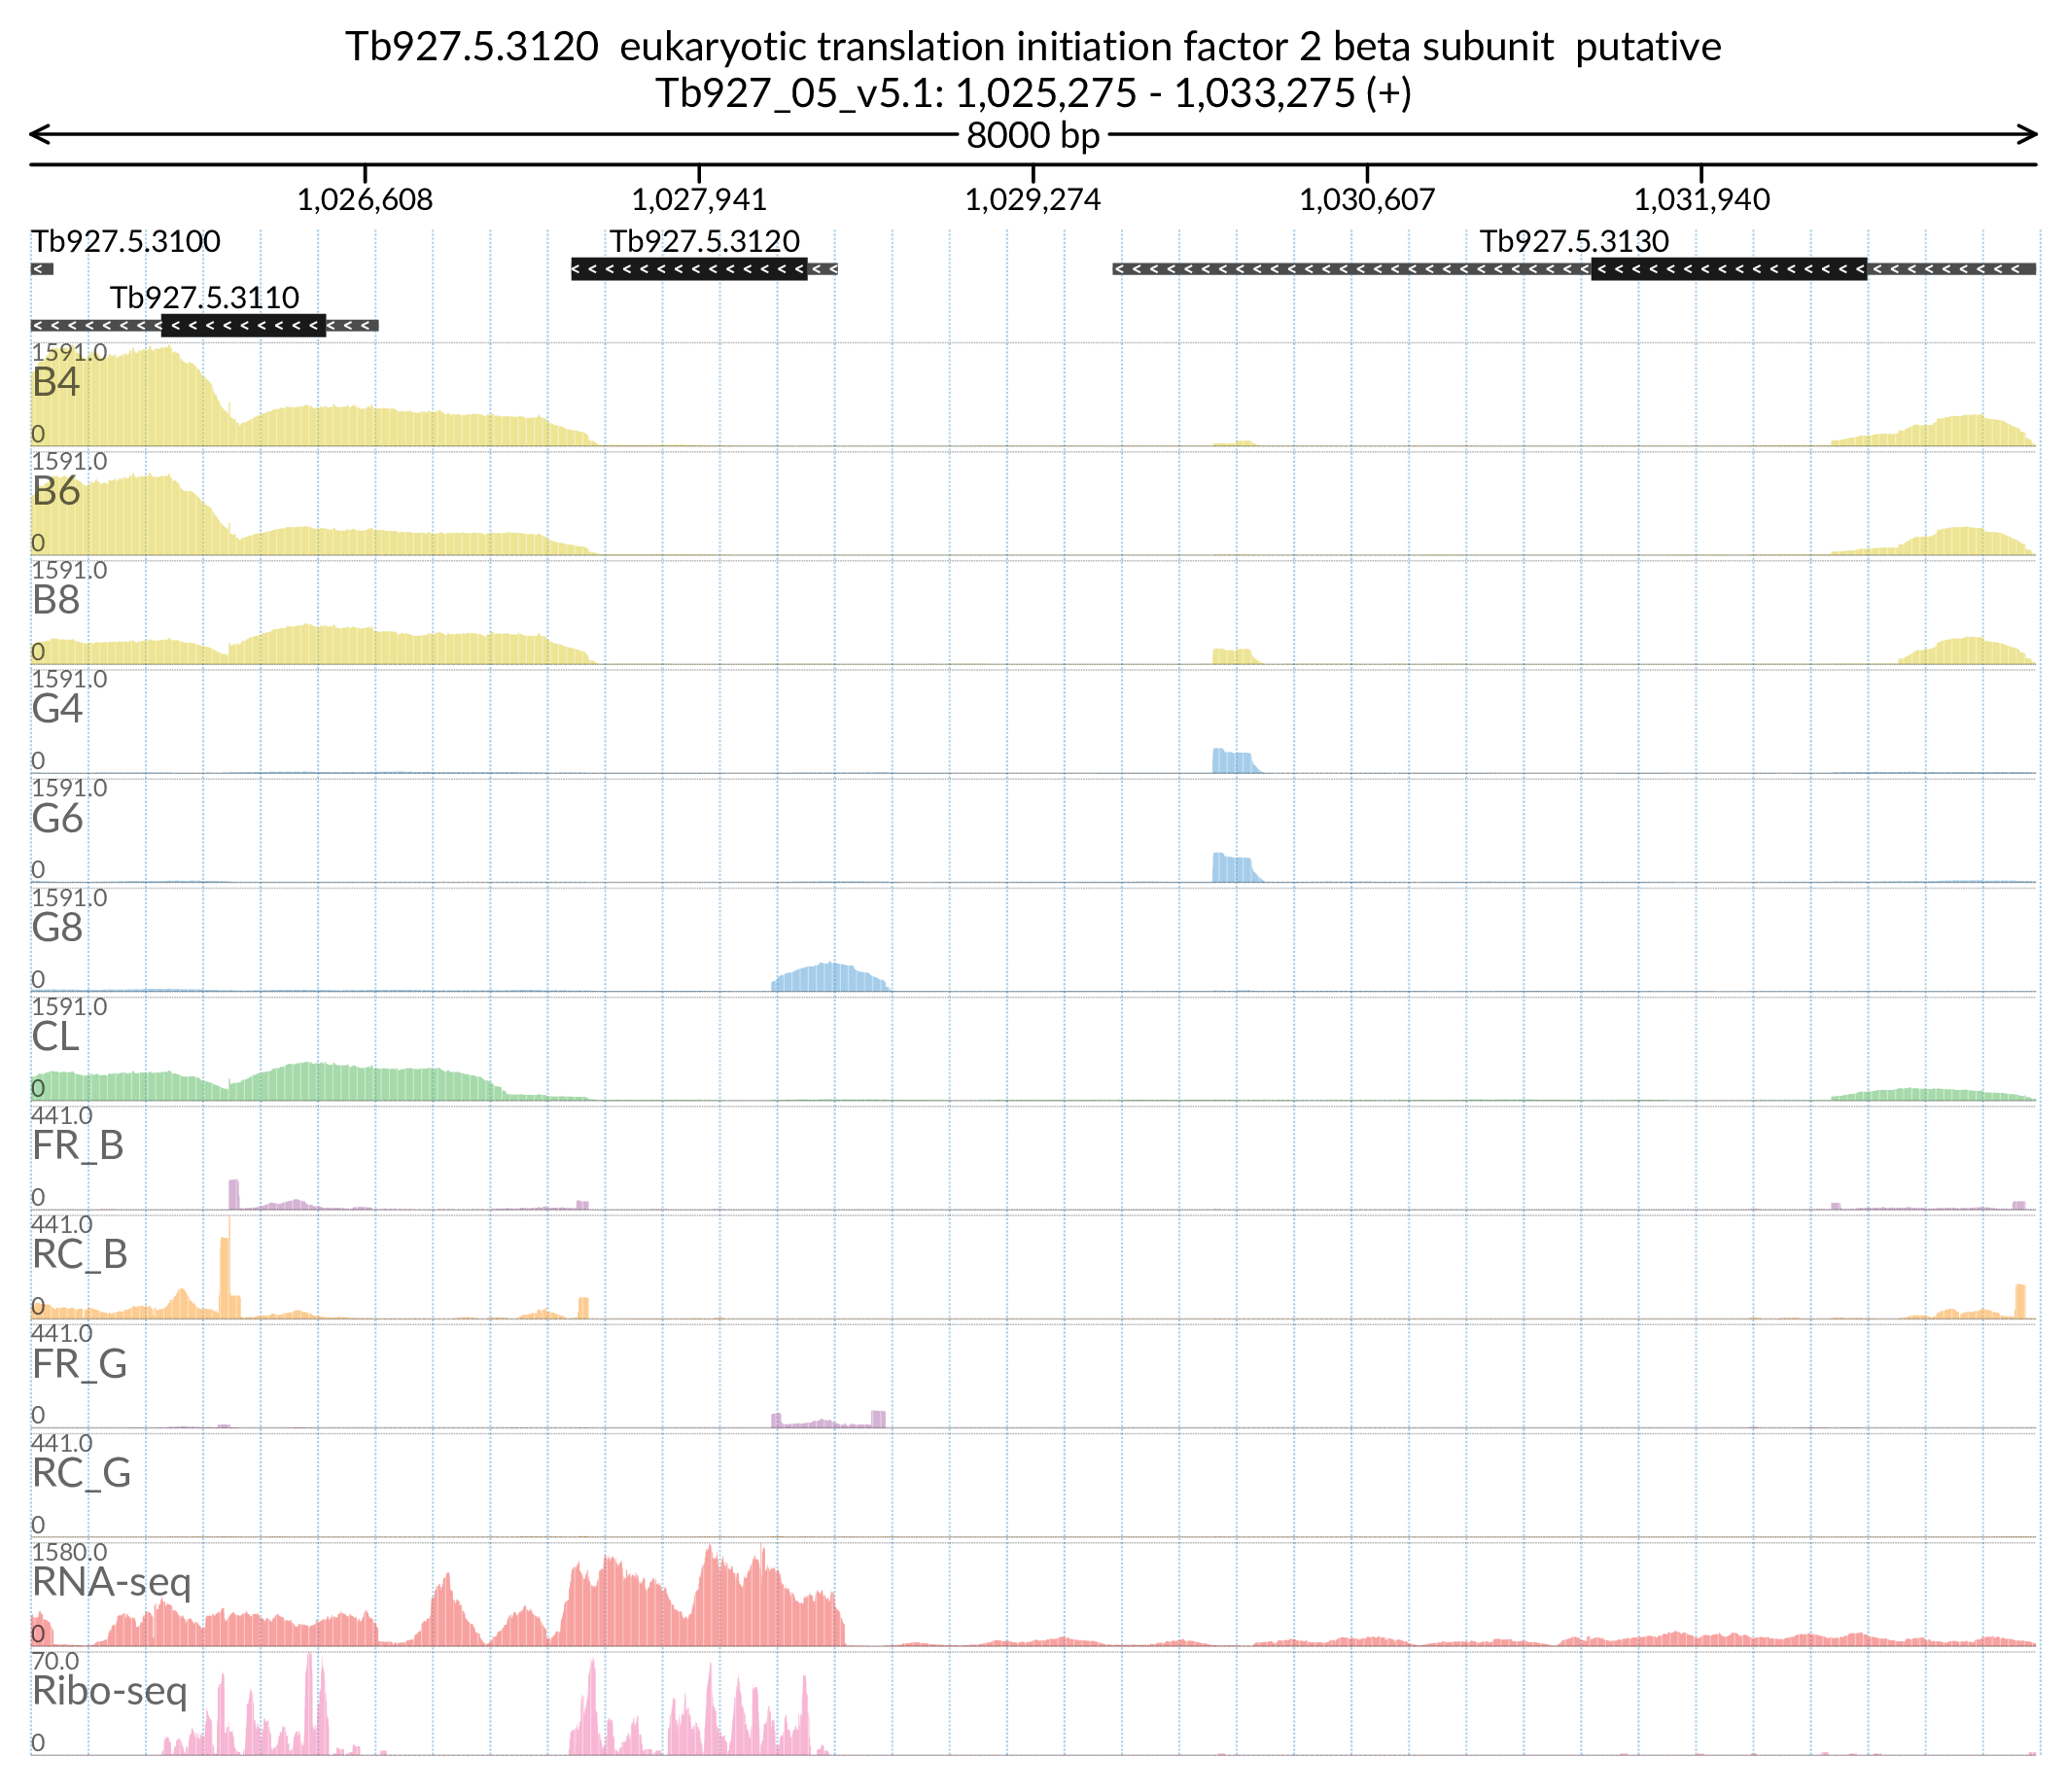 Tb927.5.3120  eukaryotic translation initiation factor 2 beta subunit  putative
Tb927_05_v5.1: 1,025,275 - 1,033,275 (+)
8000 bp
1,026,608 1,027,941 1,029,274 1,030,607 1,031,940
Tb927.5.3100 Tb927.5.3120 Tb927.5.3130
Tb927.5.3110
1591.0
B4
0
1591.0
B6
0
1591.0
B8
0
1591.0
G4
0
1591.0
G6
0
1591.0
G8
0
1591.0
CL
0
441.0
FR_B
0
441.0
RC_B
0
441.0
FR_G
0
441.0
RC_G
0
1580.0
RNA-seq
0
70.0
Ribo-seq
0